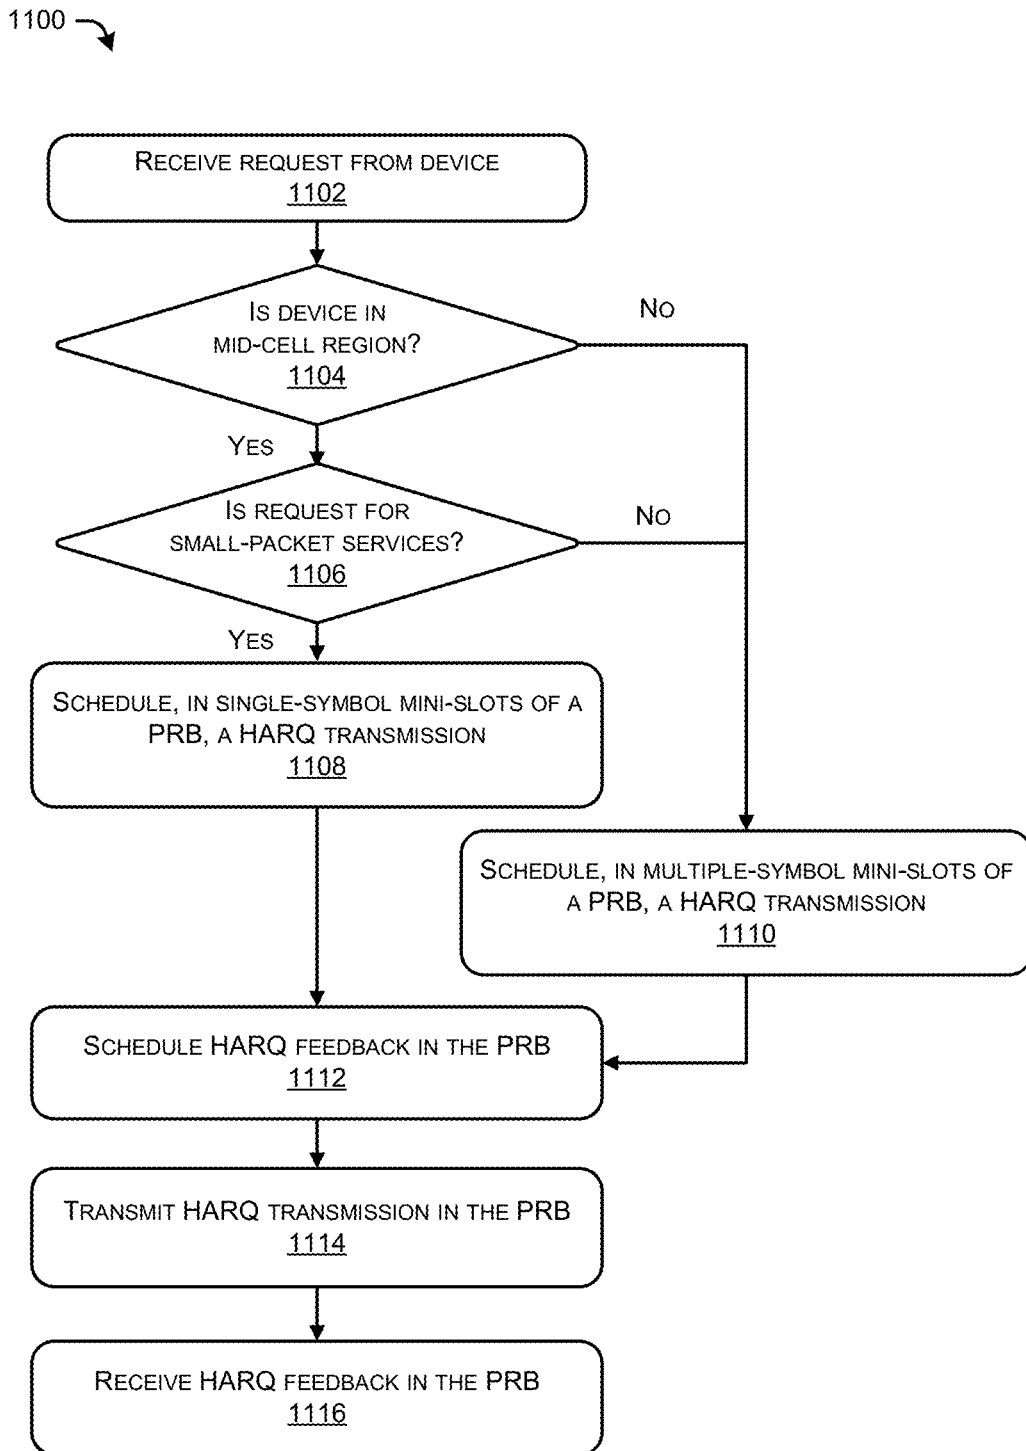 1100
RECEIVE REQUEST FROM DEVICE
1102
IS DEVICE IN
MID-CELL REGION?
1104
NO
YES
IS REQUEST FOR
SMALL-PACKET SERVICES?
1106
NO
YES
SCHEDULE, IN SINGLE-SYMBOL MINI-SLOTS OF A
PRB, A HARQ TRANSMISSION
1108
SCHEDULE, IN MULTIPLE-SYMBOL MINI-SLOTS OF
A PRB, A HARQ TRANSMISSION
1110
SCHEDULE HARQ FEEDBACK IN THE PRB
1112
TRANSMIT HARQ TRANSMISSION IN THE PRB
1114
RECEIVE HARQ FEEDBACK IN THE PRB
1116